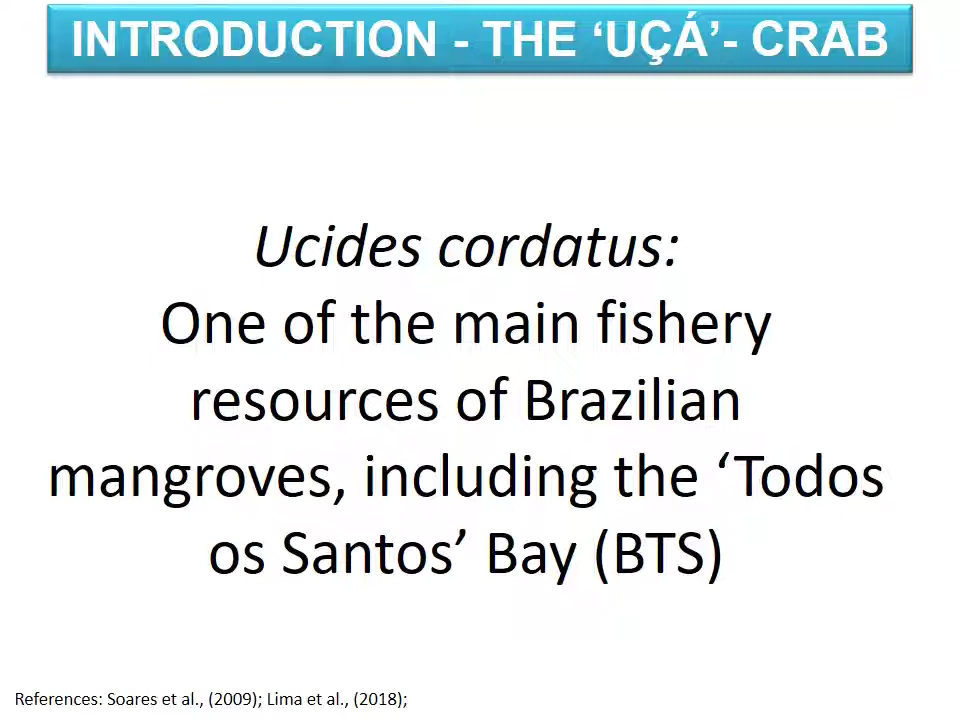 INTRODUCTION - THE ‘UÇÁ’- CRAB
Ucides cordatus:
One of the main fishery
resources of Brazilian
mangroves, including the ‘Todos
os Santos’ Bay (BTS)
References: Soares et al., (2009); Lima et al., (2018);